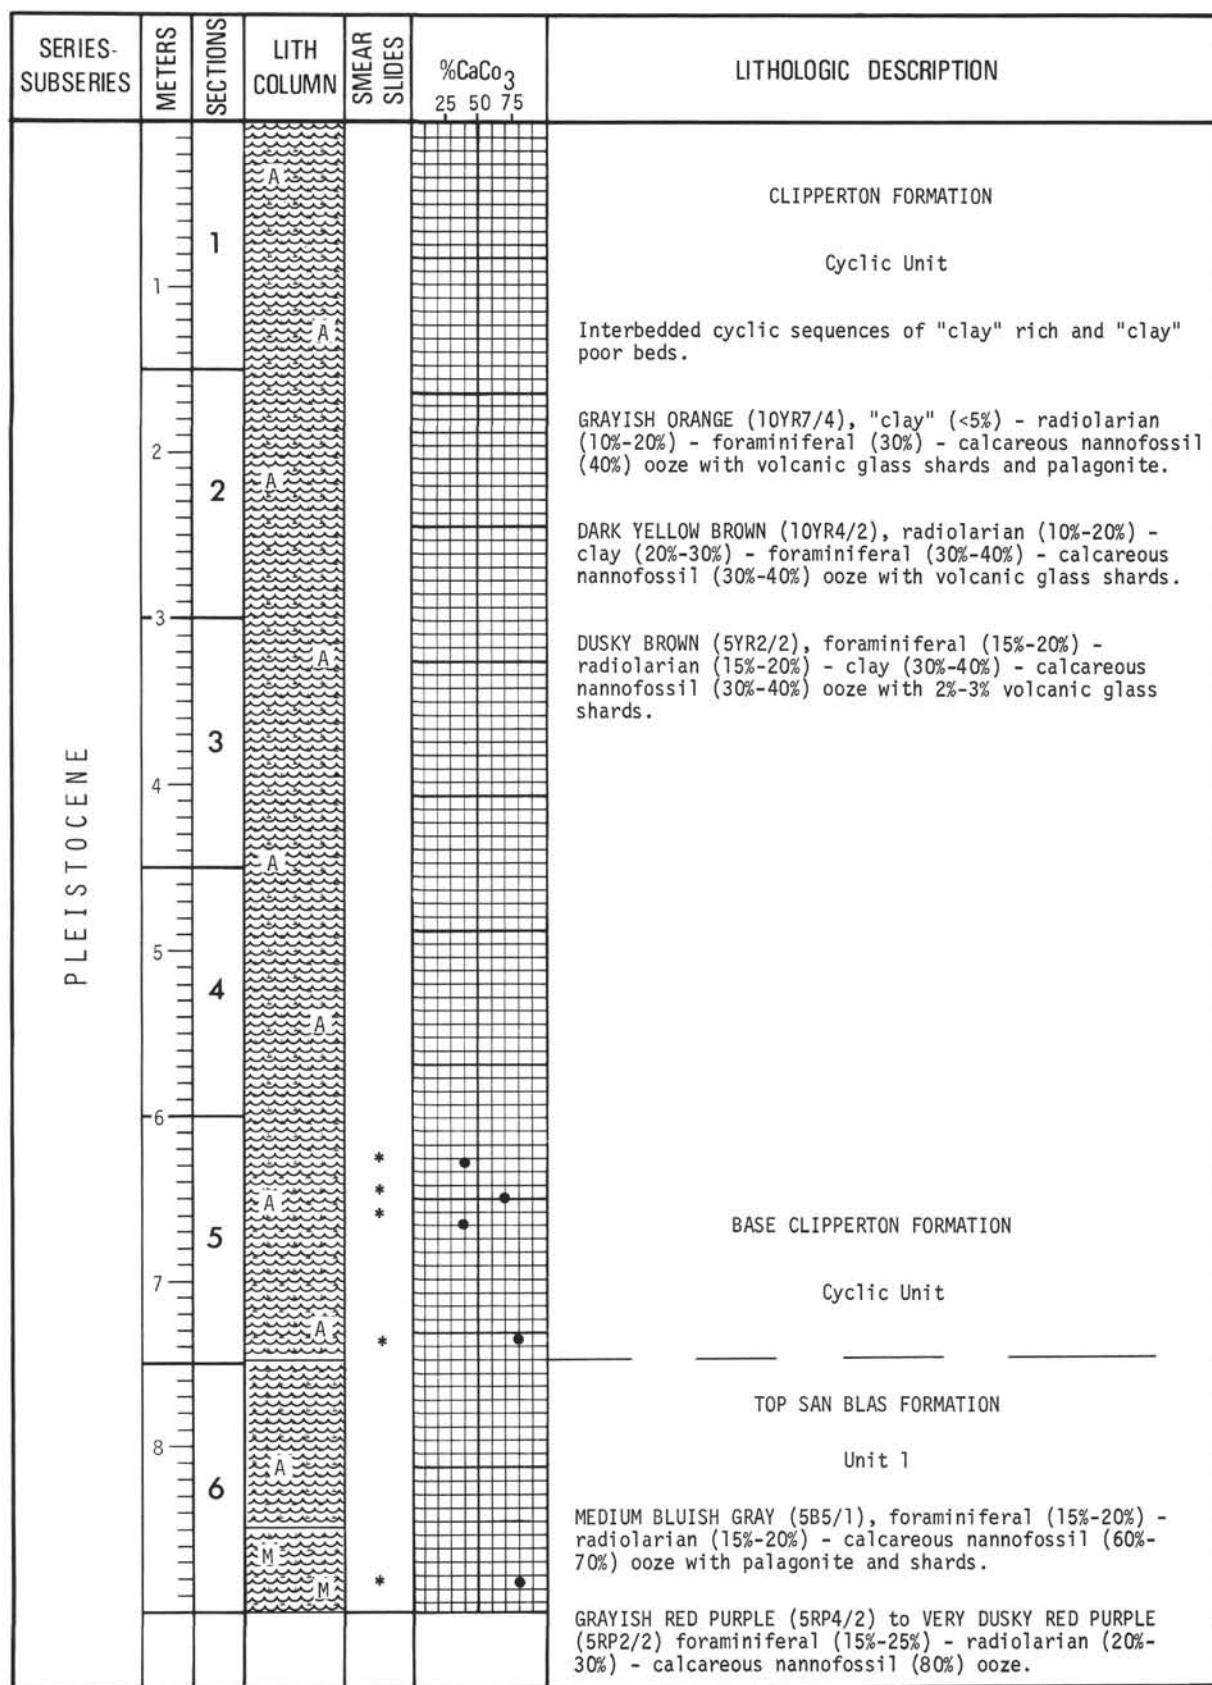 SERIES-
SUBSERIES
METERS
SECTIONS
LITH
COLUMN
SMEAR
SLIDES
%CaCo3
25 50 75
LITHOLOGIC DESCRIPTION
PLEISTOCENE
1
2
3
4
5
6
7
8
1
2
3
4
5
6
A
A
A
A
A
A
A
A
A
M
M
*
*
*
*
*
CLIPPERTON FORMATION
Cyclic Unit
Interbedded cyclic sequences of "clay" rich and "clay"
poor beds.
GRAYISH ORANGE (10YR7/4), "clay" (<5%) - radiolarian
(10%-20%) - foraminiferal (30%) - calcareous nannofossil
(40%) ooze with volcanic glass shards and palagonite.
DARK YELLOW BROWN (10YR4/2), radiolarian (10%-20%) -
clay (20%-30%) - foraminiferal (30%-40%) - calcareous
nannofossil (30%-40%) ooze with volcanic glass shards.
DUSKY BROWN (5YR2/2), foraminiferal (15%-20%) -
radiolarian (15%-20%) - clay (30%-40%) - calcareous
nannofossil (30%-40%) ooze with 2%-3% volcanic glass
shards.
BASE CLIPPERTON FORMATION
Cyclic Unit
TOP SAN BLAS FORMATION
Unit 1
MEDIUM BLUISH GRAY (5B5/1), foraminiferal (15%-20%) -
radiolarian (15%-20%) - calcareous nannofossil (60%-
70%) ooze with palagonite and shards.
GRAYISH RED PURPLE (5RP4/2) to VERY DUSKY RED PURPLE
(5RP2/2) foraminiferal (15%-25%) - radiolarian (20%-
30%) - calcareous nannofossil (80%) ooze.